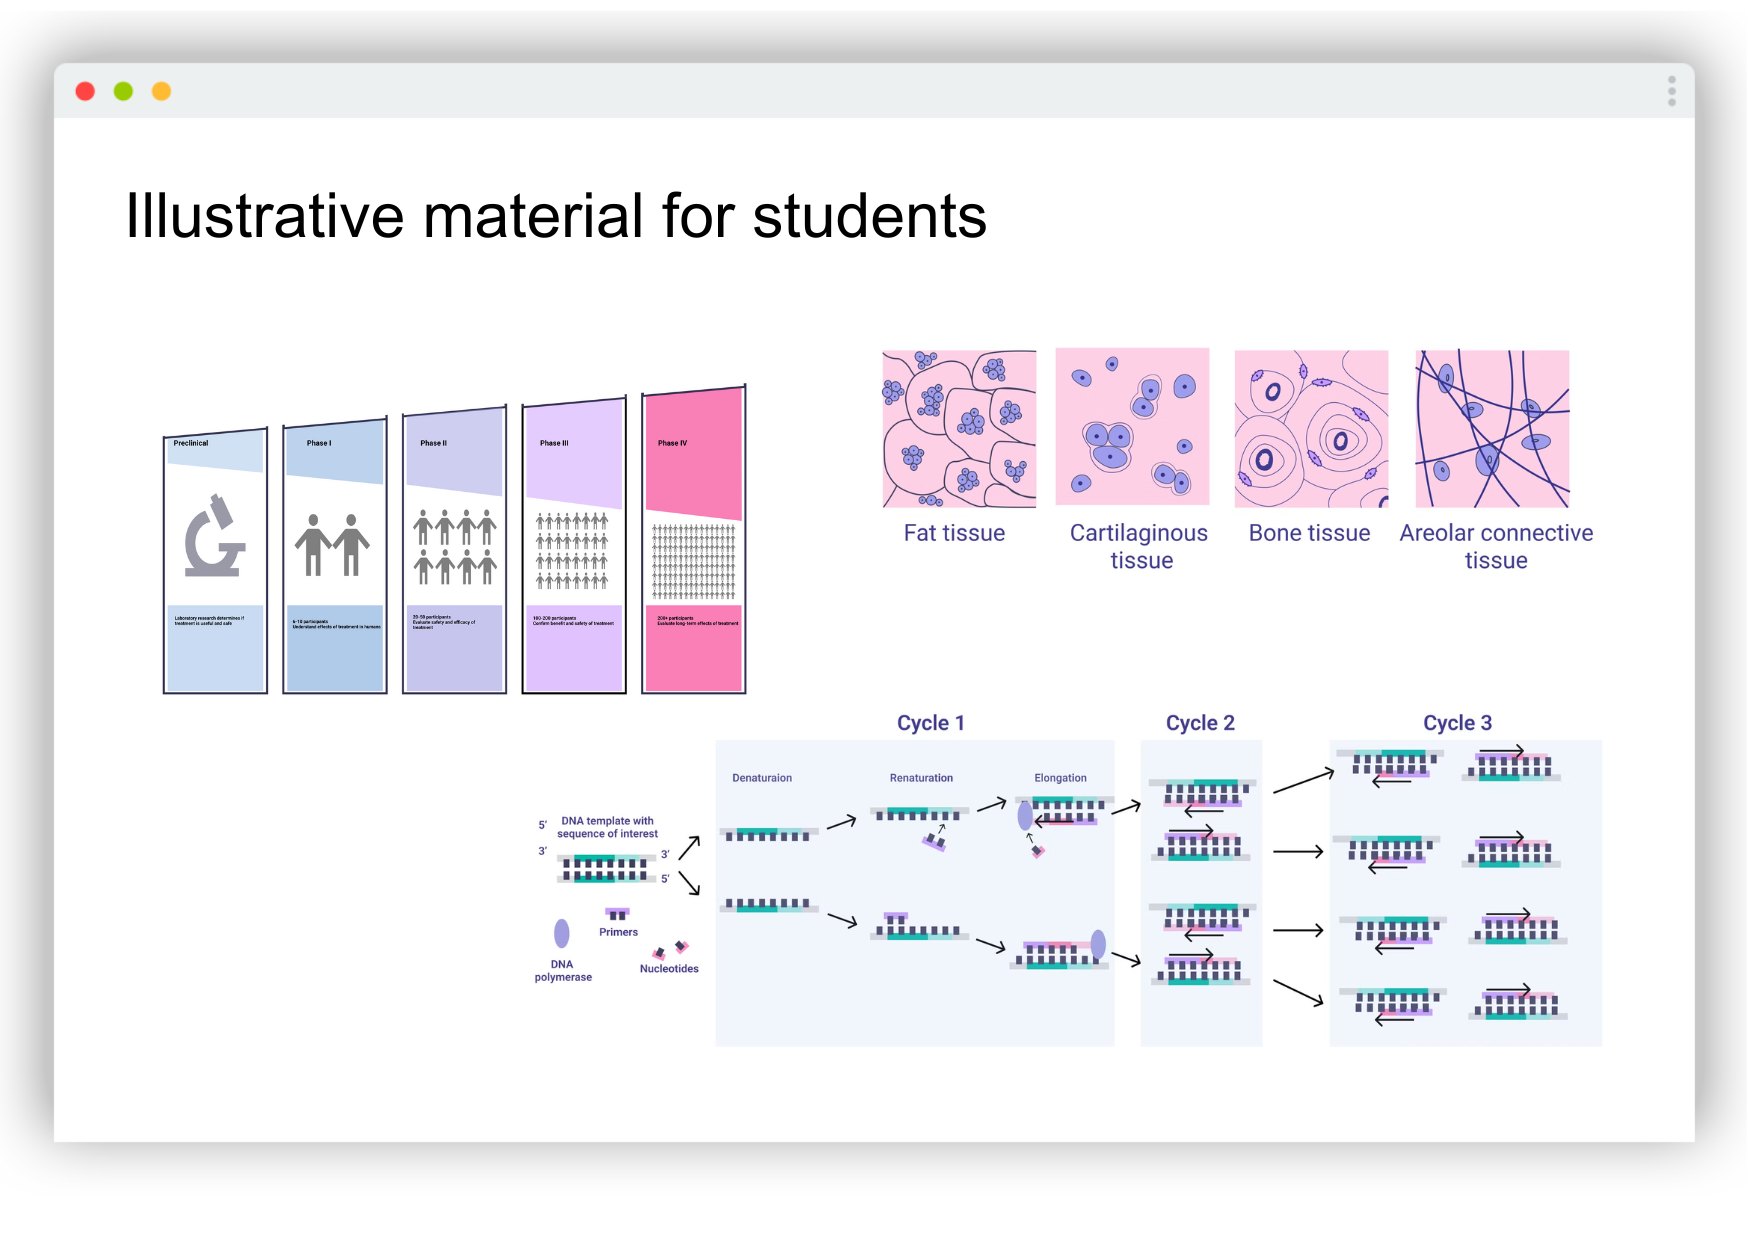 Illustrative material for students
Preclinical
Phase I
Phase II
Phase III
Phase IV
Laboratory research determines if
treatment is useful and safe
6-10 participants
Understand effects of treatment in humans
20-50 participants
Evaluate safety and efficacy of
treatment
100-200 participants
Confirm benefit and safety of treatment
200+ participants
Evaluate long-term effects of treatment
Fat tissue
Cartilaginous
tissue
Bone tissue
Areolar connective
tissue
Cycle 1
Cycle 2
Cycle 3
Denaturaion
Renaturation
Elongation
5’
DNA template with
sequence of interest
3’
3’
5’
Primers
DNA
polymerase
Nucleotides